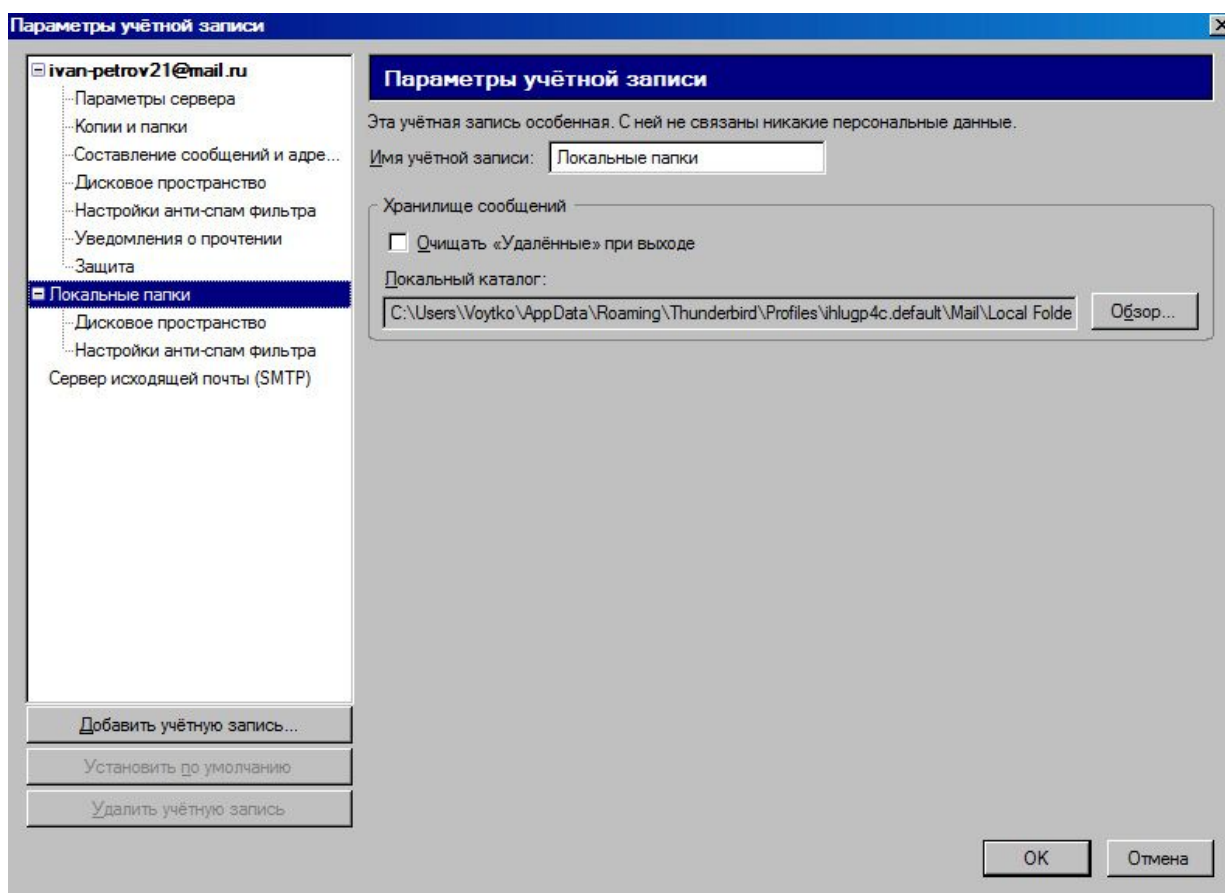 Параметры учётной записи
ivan-petrov21@mail.ru
Параметры сервера
Копии и папки
Составление сообщений и адре...
Дисковое пространство
Настройки анти-спам фильтра
Уведомления о прочтении
Защита
Локальные папки
Дисковое пространство
Настройки анти-спам фильтра
Сервер исходящей почты (SMTP)
Добавить учётную запись...
Установить по умолчанию
Удалить учётную запись
Параметры учётной записи
Эта учётная запись особенная. С ней не связаны никакие персональные данные.
Имя учётной записи: Локальные папки
Хранилище сообщений
Очищать «Удалённые» при выходе
Локальный каталог:
C:\Users\Voytko\AppData\Roaming\Thunderbird\Profiles\ihlugp4c.default\Mail\Local Folde Обзор...
OK Отмена